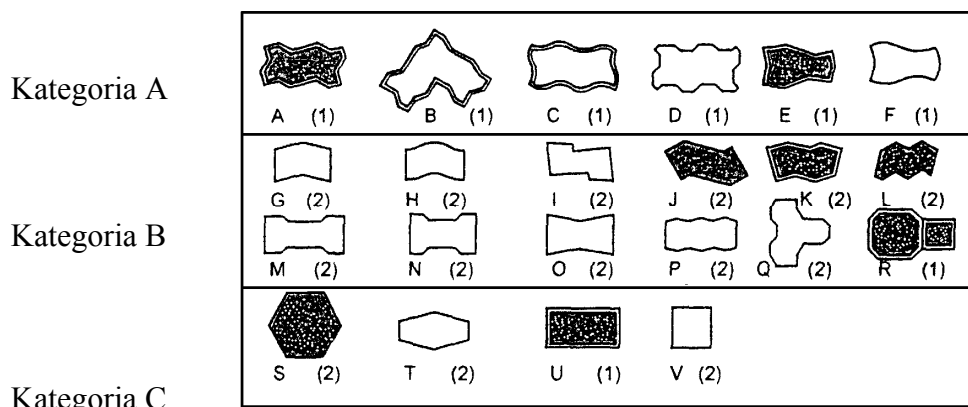 Kategoria A
A (1) B (1) C (1) D (1) E (1) F (1)
G (2) H (2) I (2) J (2) K (2) L (2)
Kategoria B
M (2) N (2) O (2) P (2) Q (2) R (1)
S (2) T (2) U (1) V (2)
Kategoria C